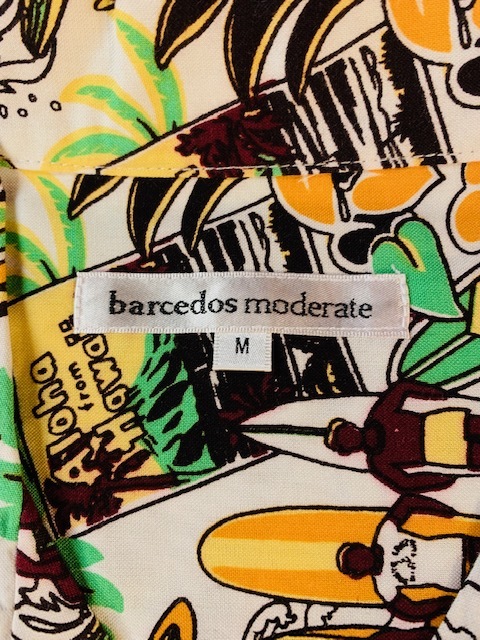 barcedos moderate
M
Aloha
from
Hawaii